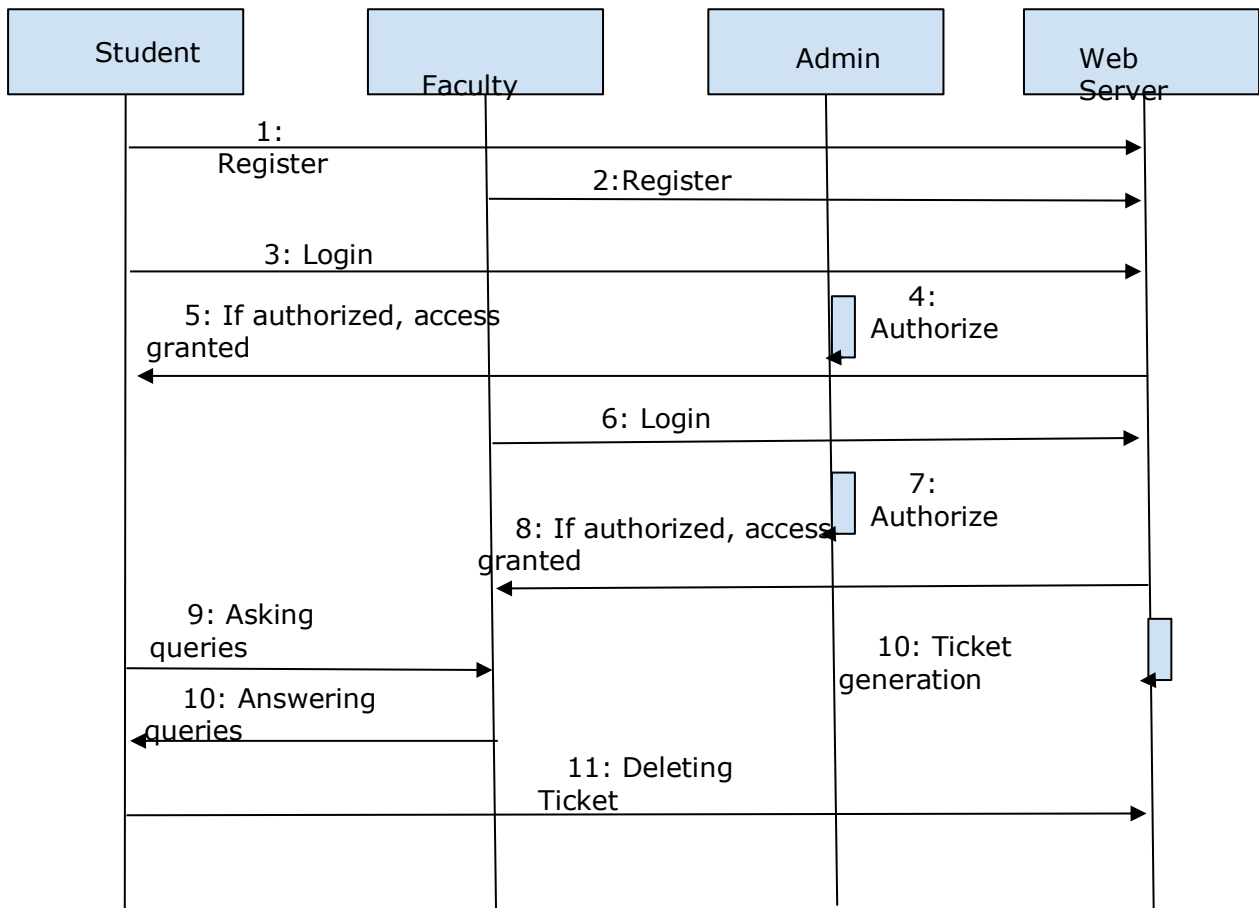 Student
Faculty
Admin
Web
Server
1:
Register
2:Register
3: Login
4:
Authorize
5: If authorized, access
granted
6: Login
7:
Authorize
8: If authorized, access
granted
9: Asking
queries
10: Ticket
generation
10: Answering
queries
11: Deleting
Ticket